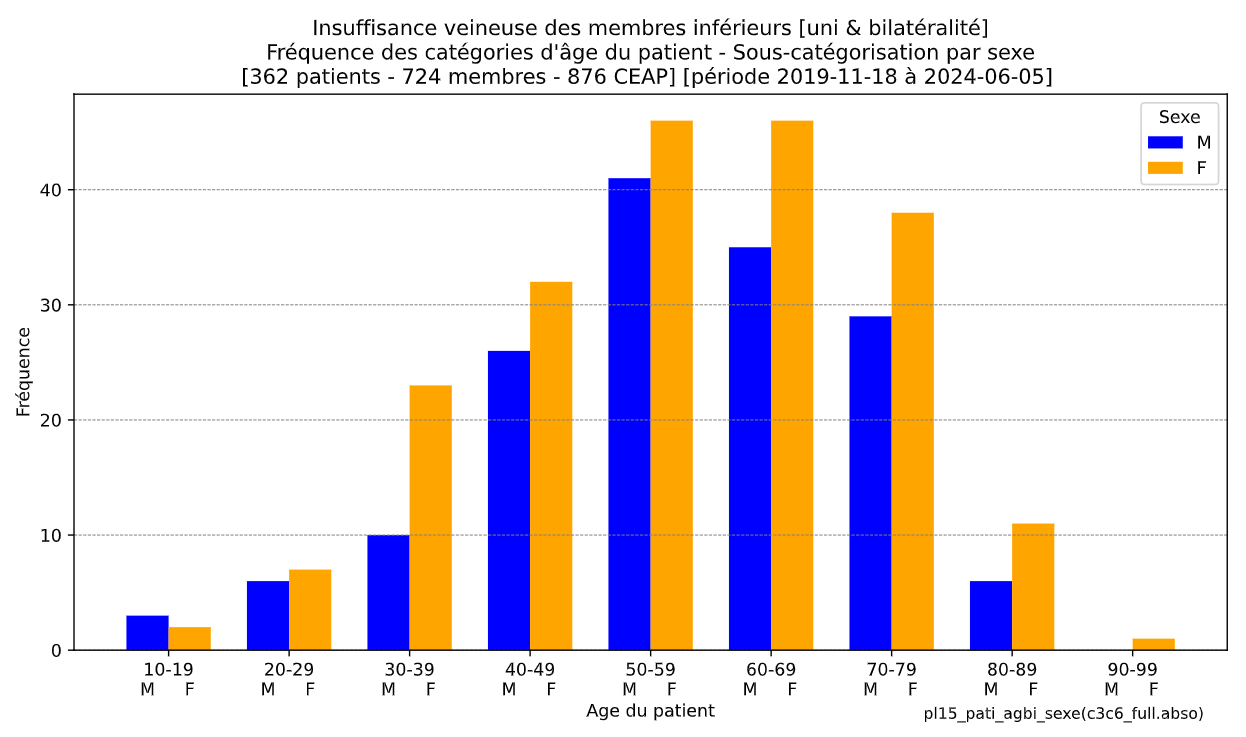 Insuffisance veineuse des membres inférieurs [uni & bilatéralité]
Fréquence des catégories d'âge du patient - Sous-catégorisation par sexe
[362 patients - 724 membres - 876 CEAP] [période 2019-11-18 à 2024-06-05]
Sexe
M
F
Fréquence
40
30
20
10
0
10-19 20-29 30-39 40-49 50-59 60-69 70-79 80-89 90-99
M F M F M F M F M F M F M F M F M F
Age du patient
pl15_pati_agbi_sexe(c3c6_full.abso)